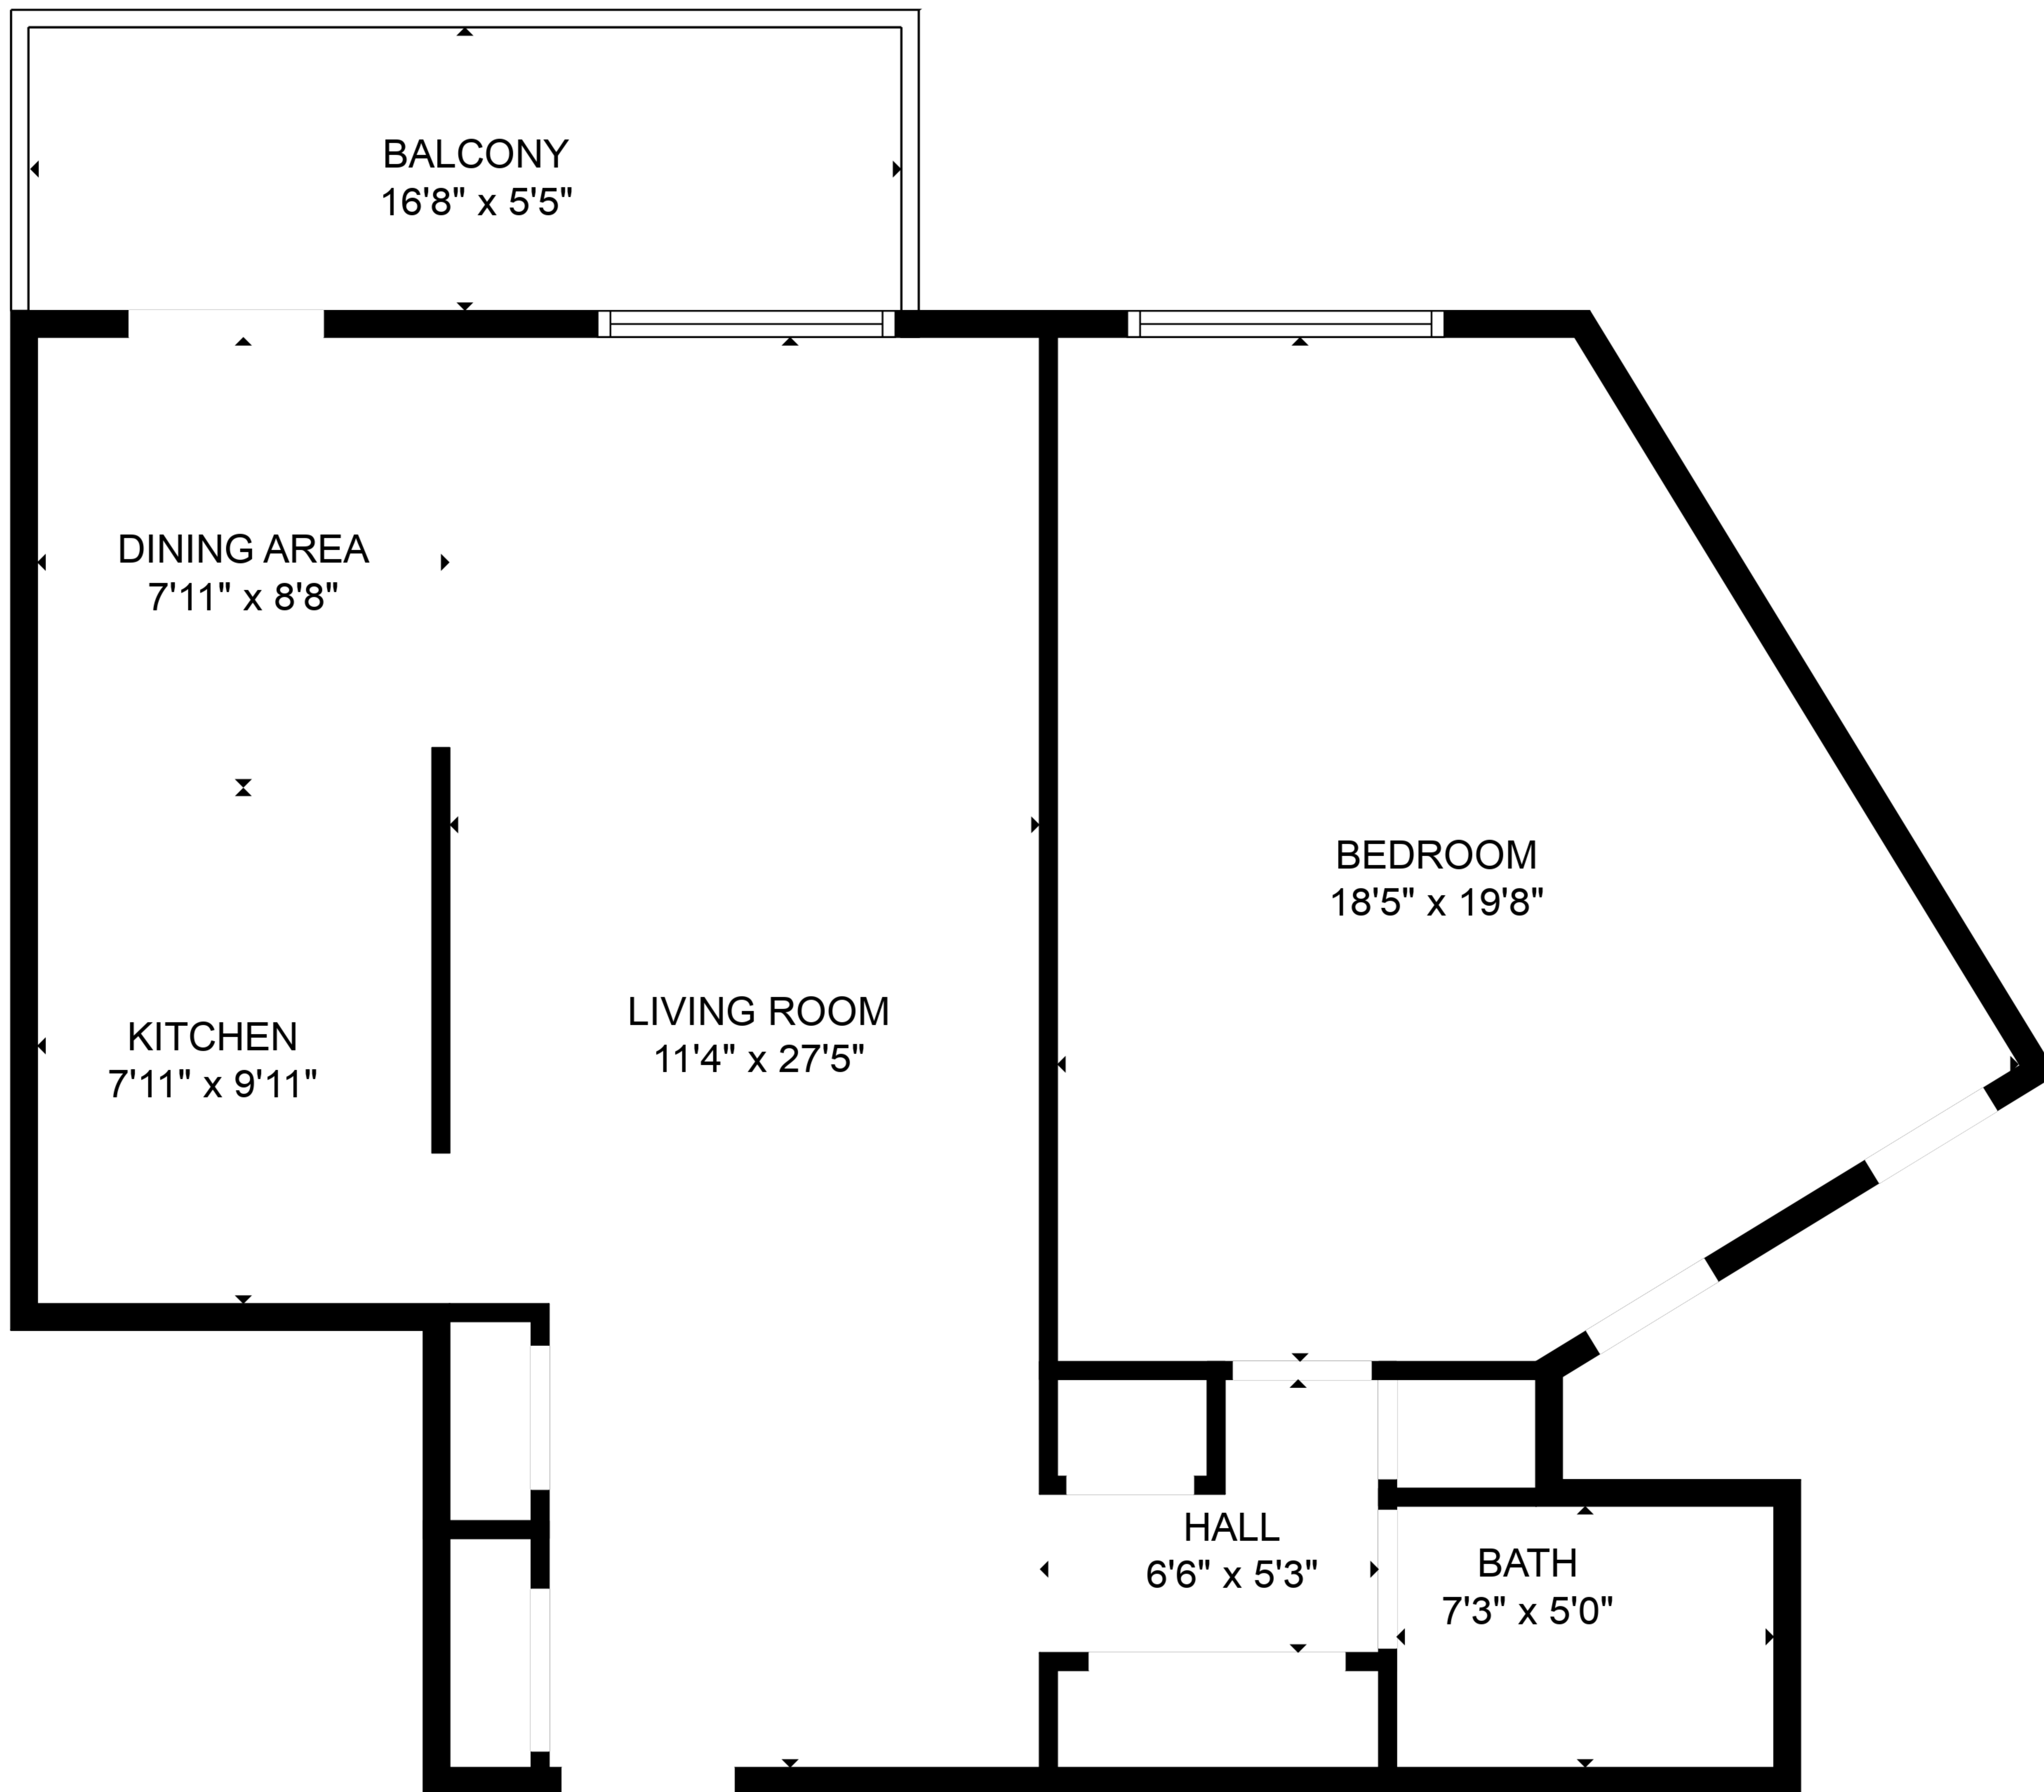 BALCONY
16'8" x 5'5"
DINING AREA
7'11" x 8'8"
BEDROOM
18'5" x 19'8"
LIVING ROOM
11'4" x 27'5"
KITCHEN
7'11" x 9'11"
HALL
6'6" x 5'3"
BATH
7'3" x 5'0"